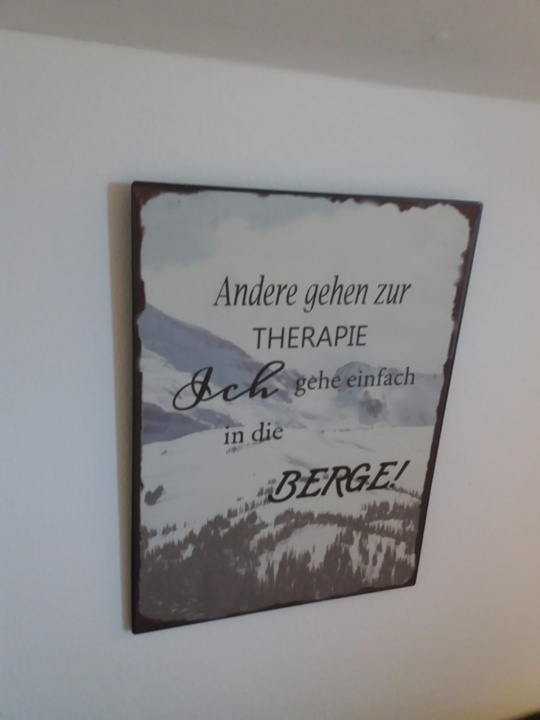 Andere gehen zur
THERAPIE
Ich gehe einfach
in die
BERGE!